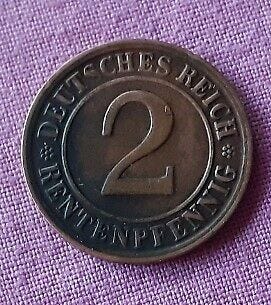 DEUTSCHES REICH
2
RENTENPFENNIG